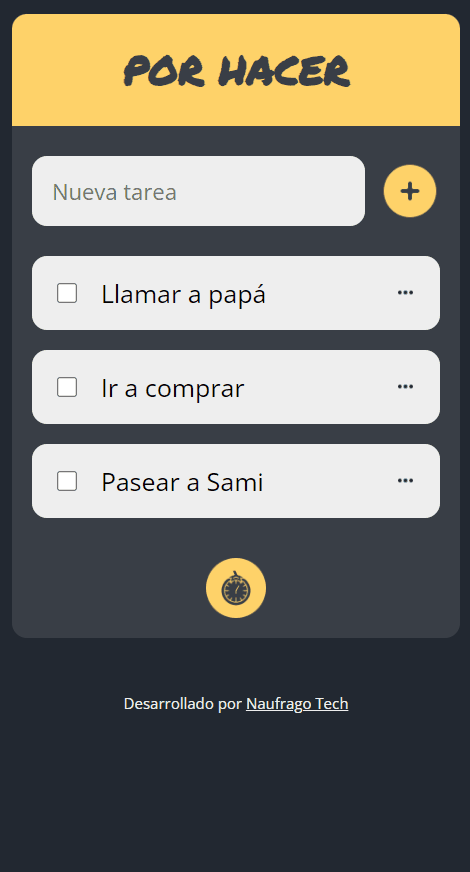 POR HACER
Nueva tarea
Llamar a papá
Ir a comprar
Pasear a Sami
Desarrollado por Naufrago Tech